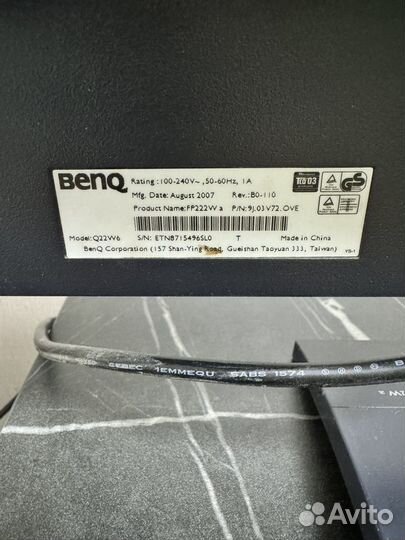 BenQ
Rating :100-240V~ ,50-60Hz, 1A
Mfg. Date: August 2007 Rev.: B0-110
Product Name: FP222W a P/N: 9J.03V72.OVE
TCO'03
GS
Model: Q22W6 S/N: ETN8715496SL0 T Made in China
BenQ Corporation (157 Shan-Ying Road, Gueishan Taoyuan 333, Taiwan)
1EMMEQU SABS 1574
Avito